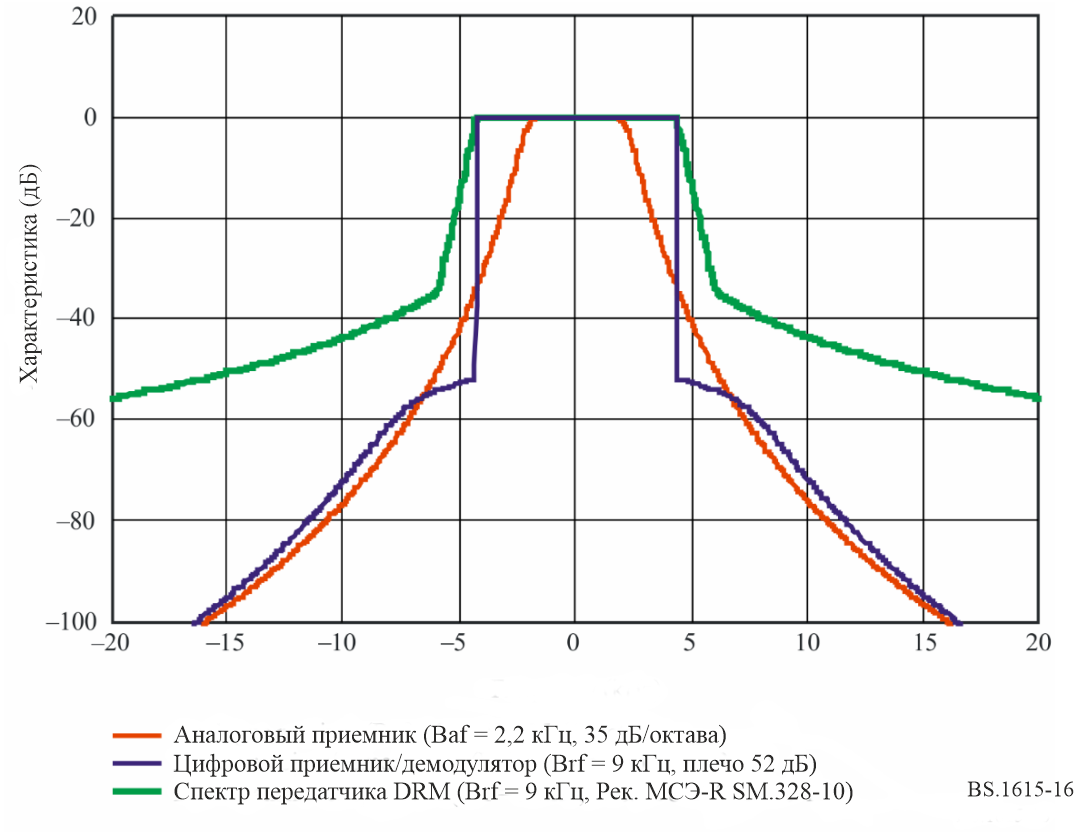 20
0
–20
–40
–60
–80
–100
Характеристика (дБ)
–20 –15 –10 –5 0 5 10 15 20
Аналоговый приемник (Baf = 2,2 кГц, 35 дБ/октава)
Цифровой приемник/демодулятор (Brf = 9 кГц, плечо 52 дБ)
Спектр передатчика DRM (Brf = 9 кГц, Рек. МСЭ-R SM.328-10)
BS.1615-16